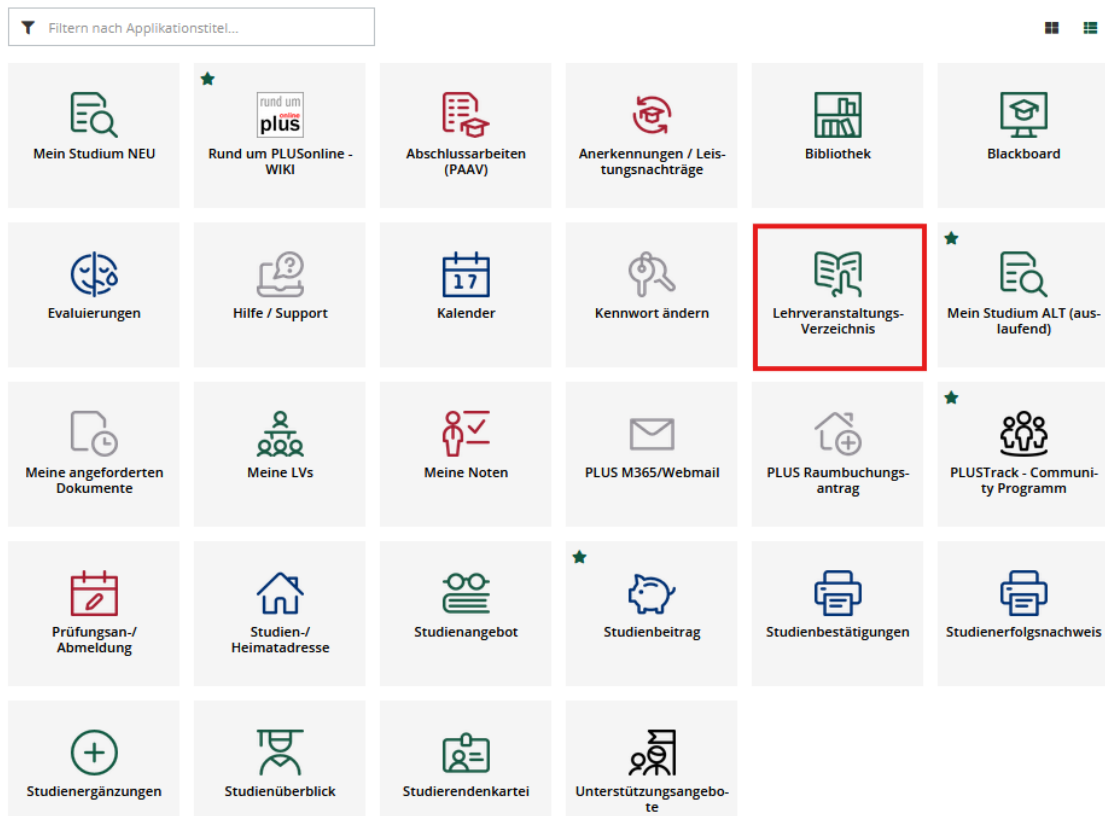 Filtern nach Applikationstitel...
rund um
online
plus
Mein Studium NEU
Rund um PLUSonline -
WIKI
Abschlussarbeiten
(PAAV)
Anerkennungen / Leis-
tungsnachträge
Bibliothek
Blackboard
17
Evaluierungen
Hilfe / Support
Kalender
Kennwort ändern
Lehrveranstaltungs-
Verzeichnis
Mein Studium ALT (aus-
laufend)
Meine angeforderten
Dokumente
Meine LVs
Meine Noten
PLUS M365/Webmail
PLUS Raumbuchungs-
antrag
PLUSTrack - Communi-
ty Programm
Prüfungsan-/
Abmeldung
Studien-/
Heimatadresse
Studienangebot
Studienbeitrag
Studienbestätigungen
Studienerfolgsnachweis
Studienergänzungen
Studienüberblick
Studierendenkartei
Unterstützungsangebo-
te